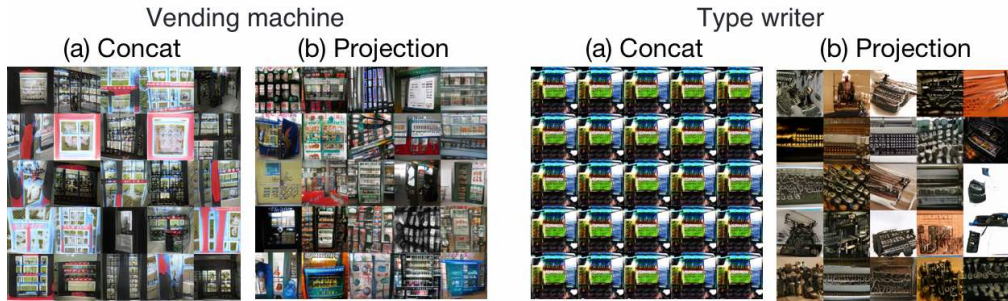 Vending machine
Type writer
(a) Concat
(b) Projection
(a) Concat
(b) Projection